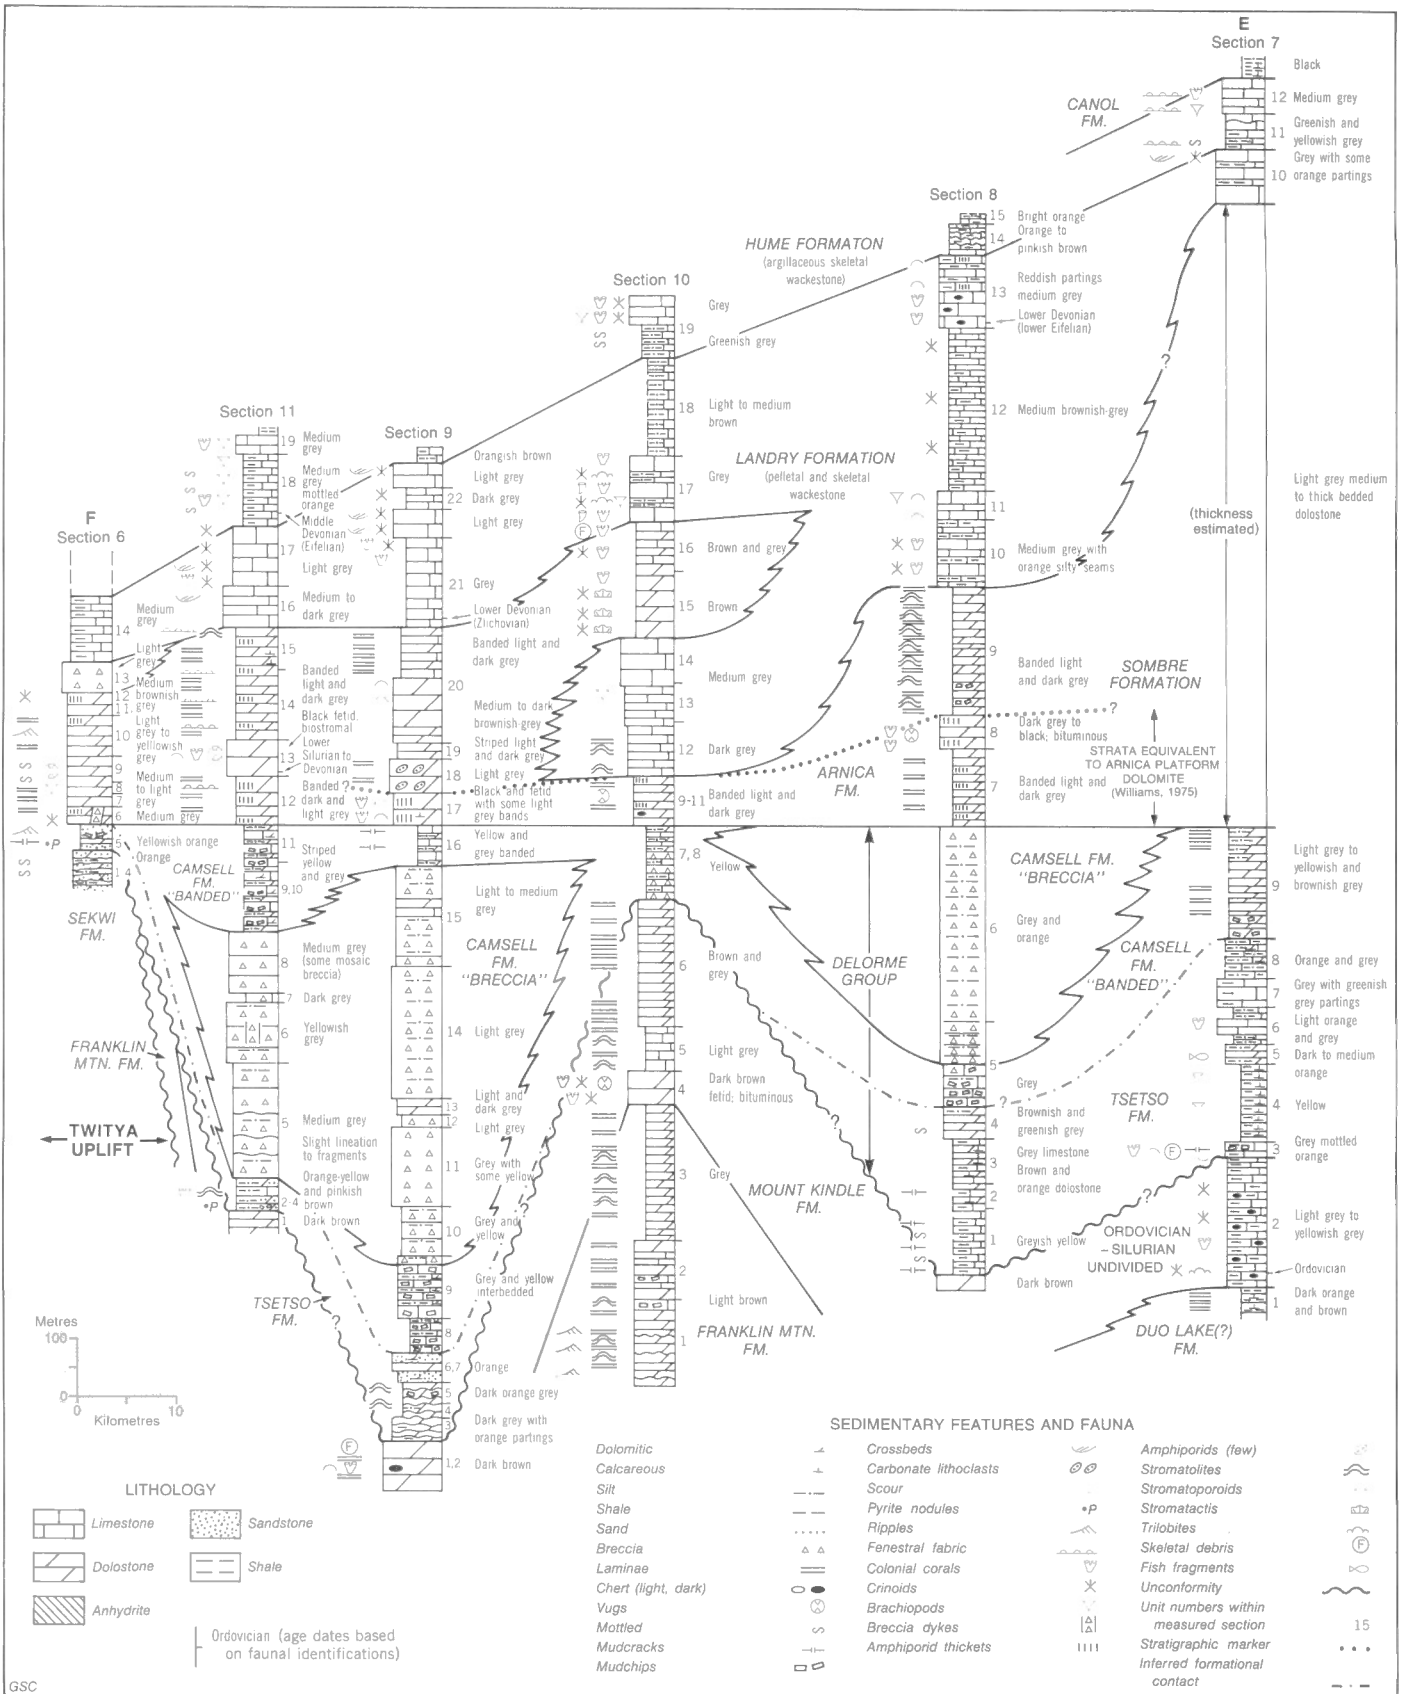 E
Section 7
Black
12 Medium grey
CANOL
FM.
11
Greenish and
yellowish grey
Grey with some
10 orange partings
Section 8
15 Bright orange
14
Orange to
pinkish brown
HUME FORMATON
(argillaceous skeletal
wackestone)
13
Reddish partings
medium grey
Lower Devonian
(lower Eifelian)
12 Medium brownish-grey
11
10
Medium grey with
orange silty seams
9
Banded light
and dark grey
8
Dark grey to
black; bituminous
7
Banded light and
dark grey
6
Grey and
orange
5
Grey
4
Brownish and
greenish grey
3
Grey limestone
Brown and
2
orange dolostone
1
Greyish yellow
Dark brown
?
(thickness
estimated)
Light grey medium
to thick bedded
dolostone
SOMBRE
FORMATION
?
STRATA EQUIVALENT
TO ARNICA PLATFORM
DOLOMITE
(Williams, 1975)
ARNICA
FM.
Section 10
Grey
19
Greenish grey
18
Light to medium
brown
LANDRY FORMATION
(pelletal and skeletal
wackestone)
17
Grey
F
16
Brown and grey
15
Brown
14
Medium grey
13
12 Dark grey
9-11
Banded light and
dark grey
7,8
Yellow
6
Brown and
grey
5
Light grey
4
Dark brown
fetid; bituminous
3
Grey
2
Light brown
1
FRANKLIN MTN.
FM.
MOUNT KINDLE
FM.
?
DELORME
GROUP
CAMSELL FM.
"BRECCIA"
CAMSELL
FM.
"BANDED"
?
Section 11
19 Medium
grey
18
Medium
grey
mottled
orange
Middle
Devonian
(Eifelian)
17
Light grey
16
Medium to
dark grey
15
Banded
light and
dark grey
14
Black fetid,
biostromal
Lower
13 Silurian to
Devonian
Banded ?
12 dark and
light grey
11
Striped
yellow
and grey
9,10
8
Medium grey
(some mosaic
breccia)
7 Dark grey
6
Yellowish
grey
5
Medium grey
Slight lineation
to fragments
Orange-yellow
and pinkish
2-4 brown
1 Dark brown
•P
Section 9
Orangish brown
Light grey
22 Dark grey
Light grey
21 Grey
Lower Devonian
(Zlichovian)
Banded light and
dark grey
20
Medium to dark
brownish-grey
19
Striped light
and dark grey
18 Light grey
Black and fetid
17 with some light
grey bands
16
Yellow and
grey banded
15
Light to medium
grey
CAMSELL
FM.
"BRECCIA"
14 Light grey
13
Light and
dark grey
12 Light grey
11
Grey with
some yellow
?
10
Grey and
yellow
9
Grey and yellow
interbedded
8
6,7 Orange
5 Dark orange grey
4
3
Dark grey with
orange partings
F
1,2 Dark brown
F
Section 6
14
Medium
grey
Light
grey
13
12
Medium
brownish
11
grey
10
Light
grey to
yelllowish
grey
9
8
Medium
to light
7
grey
6 Medium grey
5
•P
Yellowish orange
Orange
1-4
CAMSELL
FM.
"BANDED"
SEKWI
FM.
FRANKLIN
MTN. FM.
TWITYA
UPLIFT
TSETSO
FM.
?
9
Light grey to
yellowish and
brownish grey
8 Orange and grey
7
Grey with greenish
grey partings
6
Light orange
and grey
5
Dark to medium
orange
TSETSO
FM.
4 Yellow
F
3
Grey mottled
orange
?
2
Light grey to
yellowish grey
ORDOVICIAN
~SILURIAN
UNDIVIDED
Ordovician
1
Dark orange
and brown
DUO LAKE(?)
FM.
Metres
100
0
0
10
Kilometres
LITHOLOGY
Limestone
Sandstone
Dolostone
Shale
Anhydrite
Ordovician (age dates based
on faunal identifications)
SEDIMENTARY FEATURES AND FAUNA
Dolomitic
Calcareous
Silt
Shale
Sand
Breccia
Laminae
Chert (light, dark)
Vugs
Mottled
Mudcracks
Mudchips
Crossbeds
Carbonate lithoclasts
Scour
Pyrite nodules •P
Ripples
Fenestral fabric
Colonial corals
Crinoids
Brachiopods
Breccia dykes
Amphiporid thickets
Amphiporids (few)
Stromatolites
Stromatoporoids
Stromatactis
Trilobites
Skeletal debris F
Fish fragments
Unconformity
Unit numbers within
measured section 15
Stratigraphic marker
Inferred formational
contact
GSC